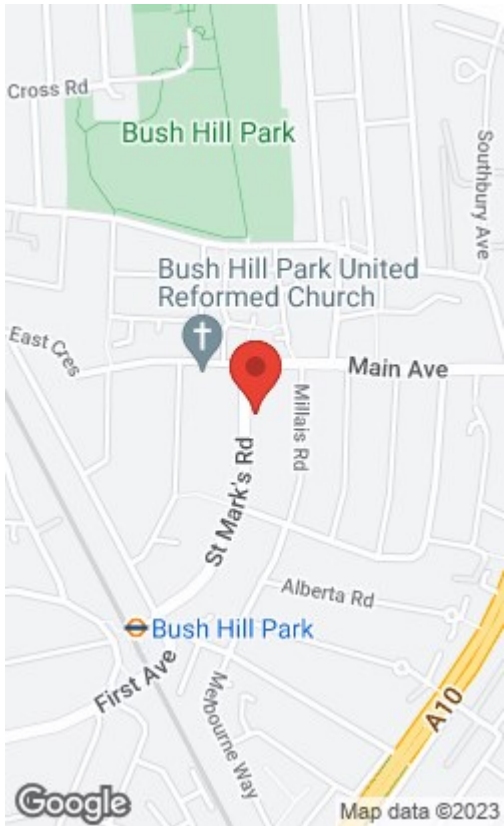 Cross Rd
Bush Hill Park
Southbury Ave
Bush Hill Park United
Reformed Church
East Cres
Main Ave
Millais Rd
St Mark's Rd
Alberta Rd
Bush Hill Park
First Ave
Melbourne Way
A10
Google
Map data ©2023